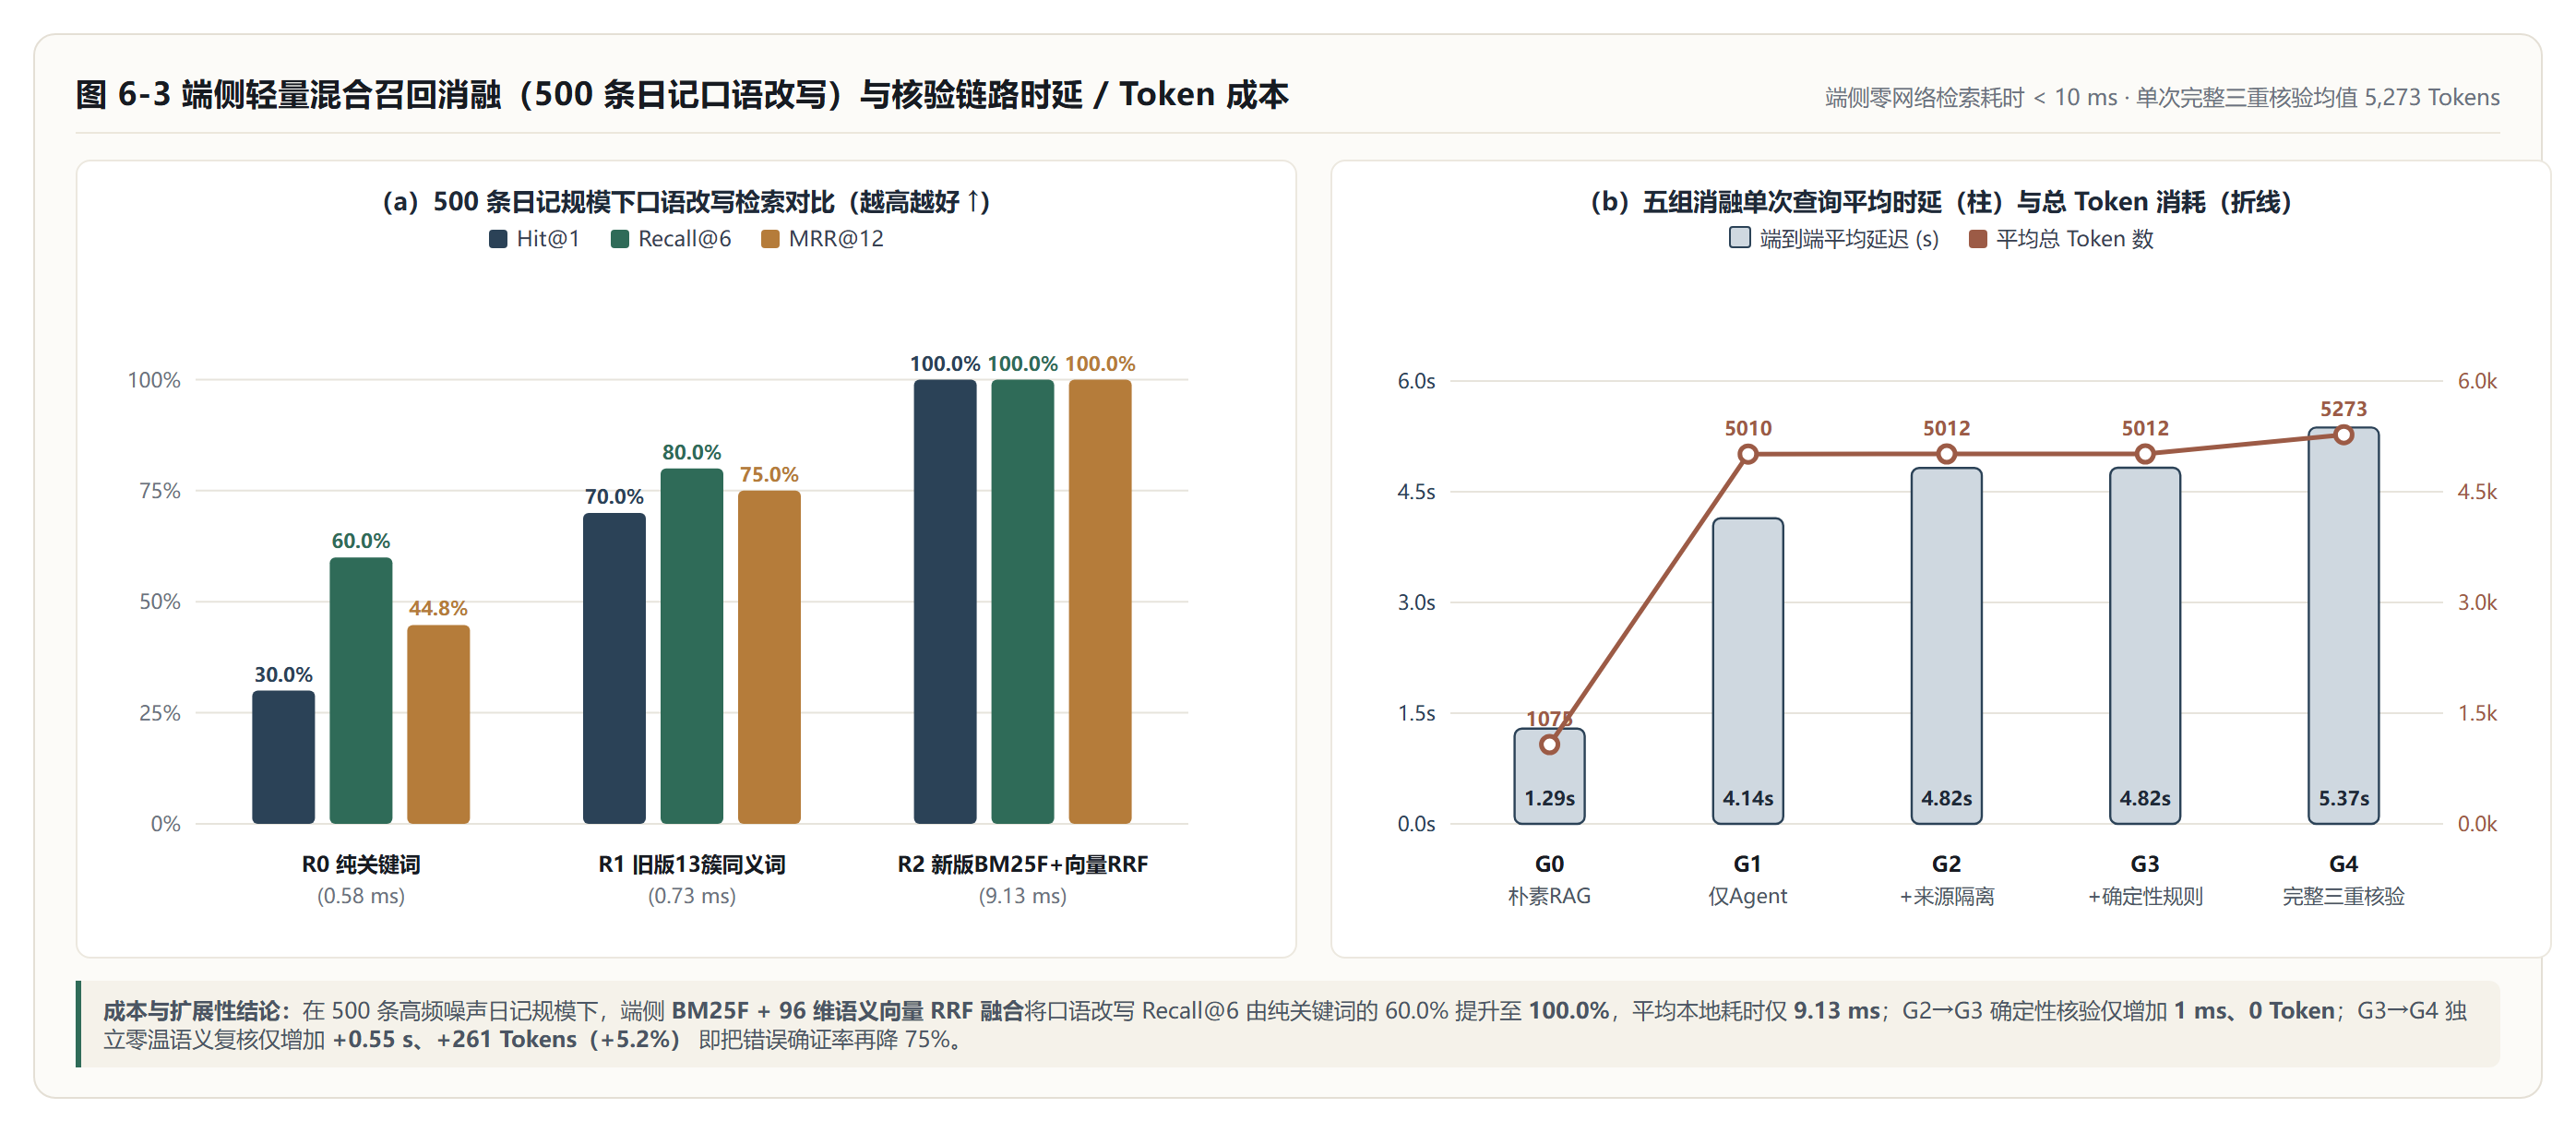 图 6-3 端侧轻量混合召回消融（500 条日记口语改写）与核验链路时延 / Token 成本
端侧零网络检索耗时 < 10 ms · 单次完整三重核验均值 5,273 Tokens
（a）500 条日记规模下口语改写检索对比（越高越好 ↑）
Hit@1 Recall@6 MRR@12
100.0% 100.0% 100.0%
100%
80.0%
75.0%
75%
70.0%
60.0%
50%
44.8%
30.0%
25%
0%
R0 纯关键词 R1 旧版13簇同义词 R2 新版BM25F+向量RRF
(0.58 ms) (0.73 ms) (9.13 ms)
（b）五组消融单次查询平均时延（柱）与总 Token 消耗（折线）
端到端平均延迟 (s) 平均总 Token 数
6.0s 6.0k
5273
5010 5012 5012
4.5s 4.5k
3.0s 3.0k
1.5s 1.5k
1075
1.29s 4.14s 4.82s 4.82s 5.37s
0.0s 0.0k
G0 G1 G2 G3 G4
朴素RAG 仅Agent +来源隔离 +确定性规则 完整三重核验
成本与扩展性结论：在 500 条高频噪声日记规模下，端侧 BM25F + 96 维语义向量 RRF 融合将口语改写 Recall@6 由纯关键词的 60.0% 提升至 100.0%，平均本地耗时仅 9.13 ms；G2→G3 确定性核验仅增加 1 ms、0 Token；G3→G4 独
立零温语义复核仅增加 +0.55 s、+261 Tokens（+5.2%） 即把错误确证率再降 75%。